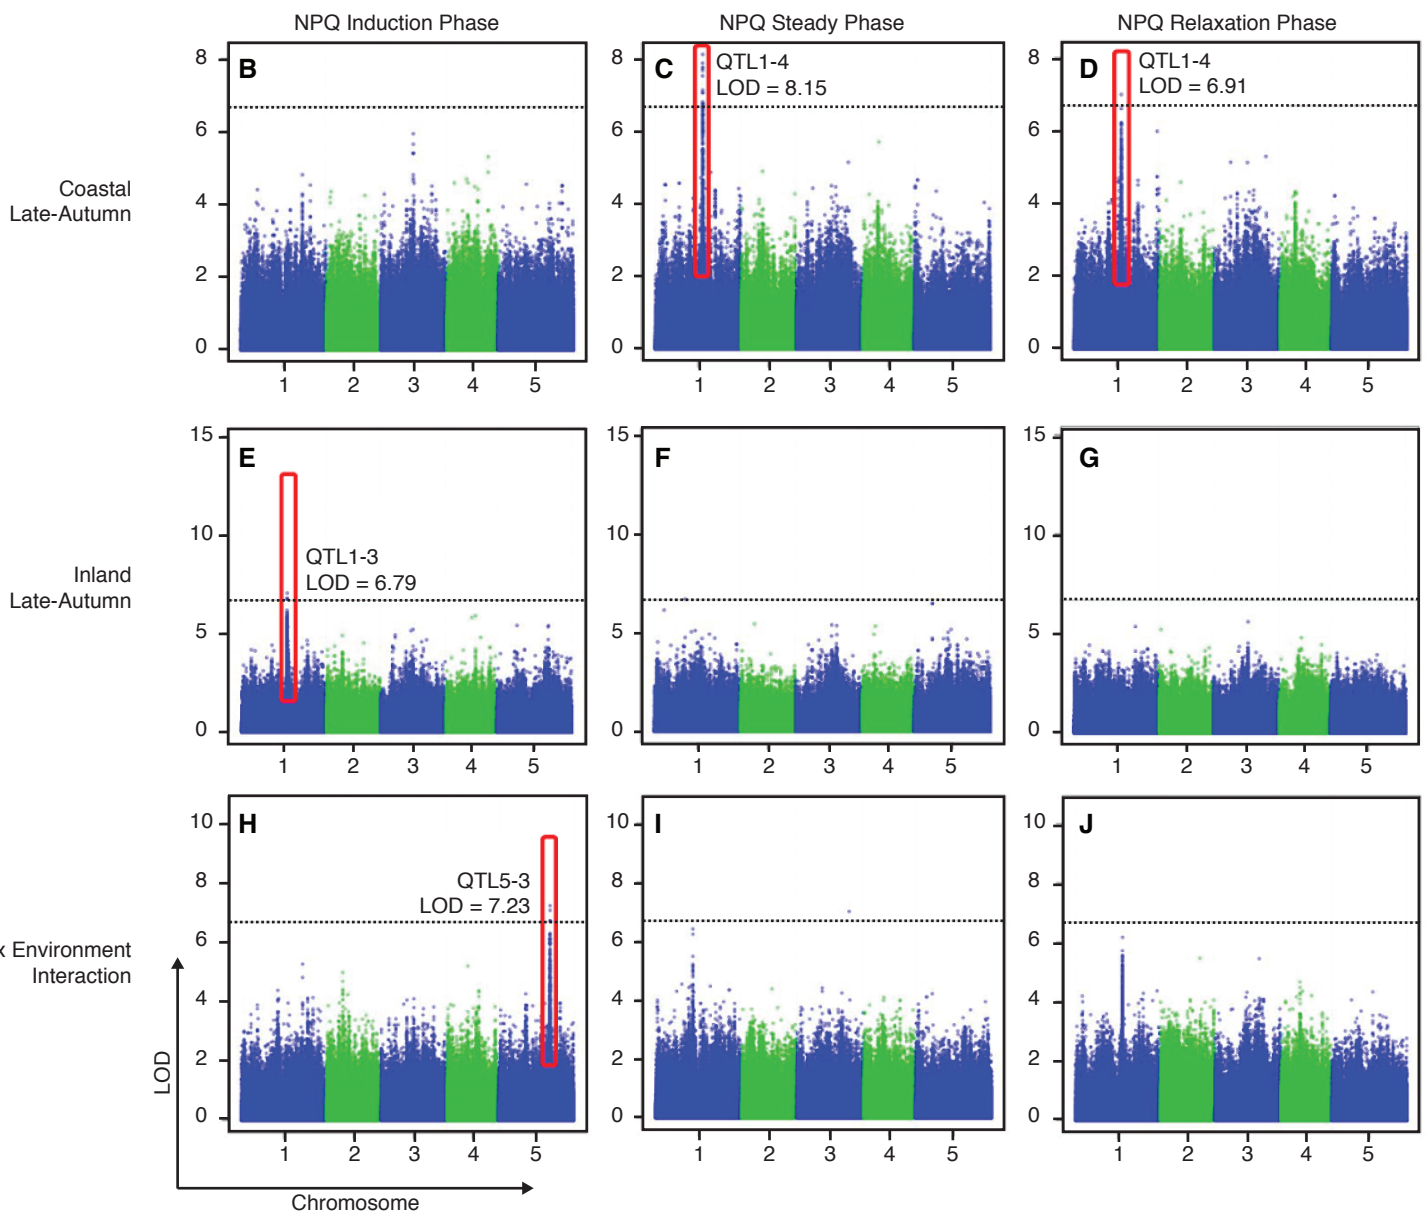 NPQ Induction Phase
NPQ Steady Phase
NPQ Relaxation Phase
Coastal
Late-Autumn
8
6
4
2
0
B
1 2 3 4 5
8
6
4
2
0
C
QTL1-4
LOD = 8.15
1 2 3 4 5
8
6
4
2
0
D
QTL1-4
LOD = 6.91
1 2 3 4 5
Inland
Late-Autumn
15
10
5
0
E
QTL1-3
LOD = 6.79
1 2 3 4 5
15
10
5
0
F
1 2 3 4 5
15
10
5
0
G
1 2 3 4 5
x Environment
Interaction
10
8
6
4
2
0
H
QTL5-3
LOD = 7.23
1 2 3 4 5
10
8
6
4
2
0
I
1 2 3 4 5
10
8
6
4
2
0
J
1 2 3 4 5
LOD
Chromosome